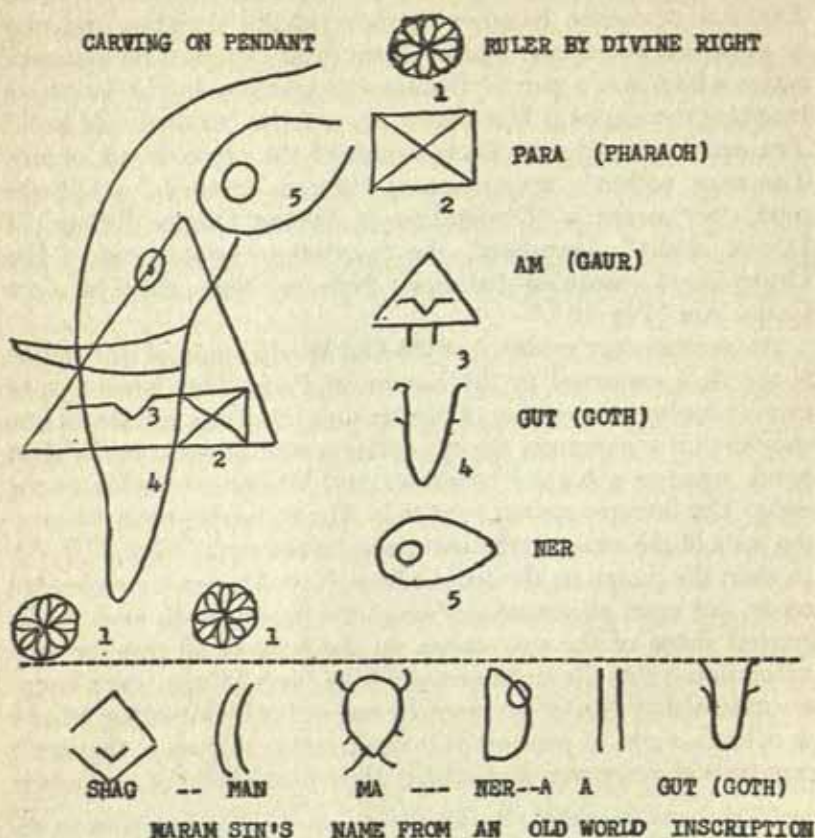 CARVING ON PENDANT
RULER BY DIVINE RIGHT
1
PARA (PHARAOH)
5
2
AM (GAUR)
3
3
2
GUT (GOTH)
4
4
NER
5
1
1
SHAG -- MAN MA --- NER--A A GUT (GOTH)
NARAM SIN'S NAME FROM AN OLD WORLD INSCRIPTION